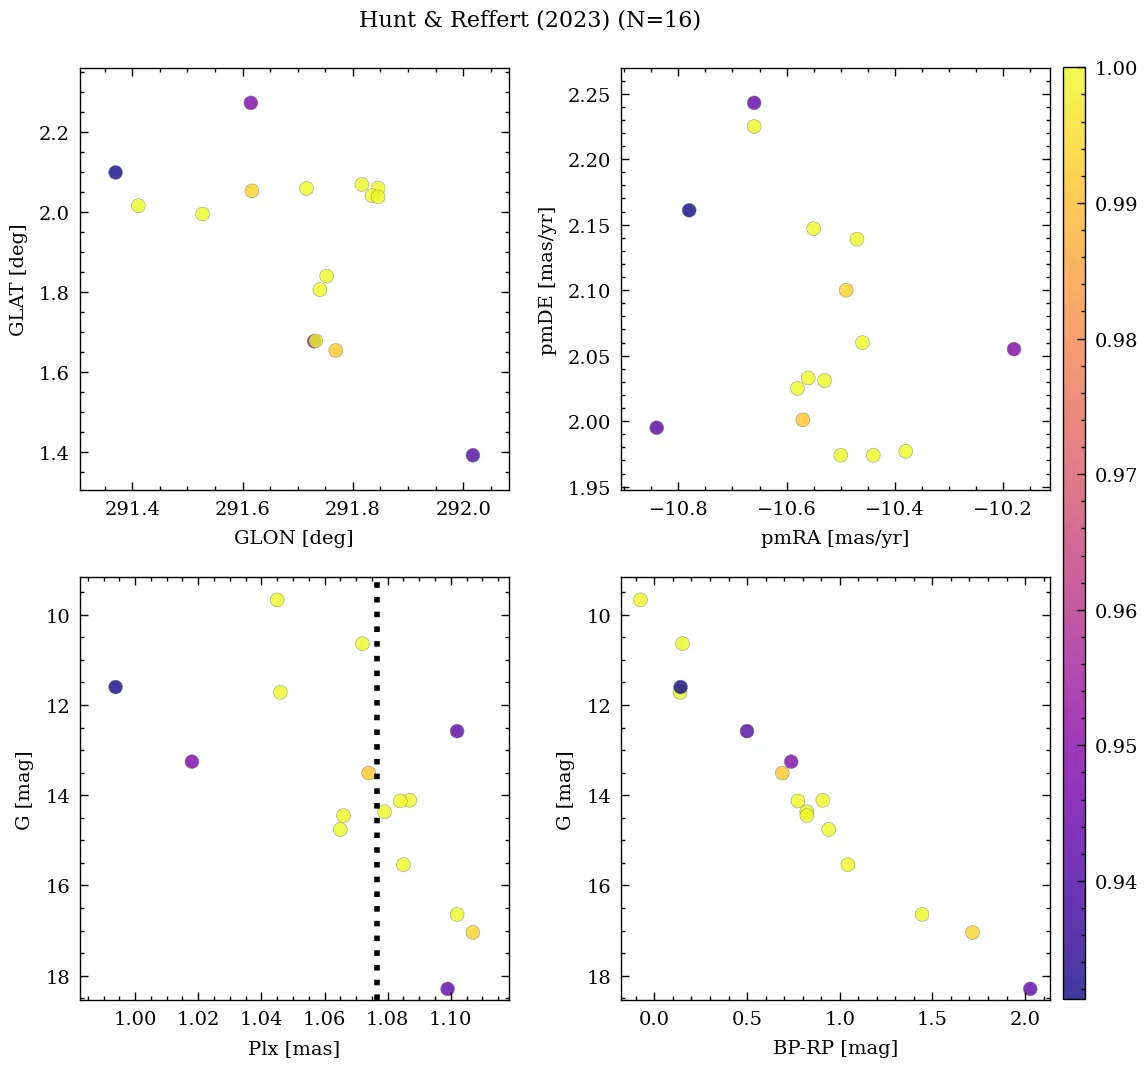 Hunt & Reffert (2023) (N=16)
2.2
2.0
1.8
1.6
1.4
GLAT [deg]
291.4 291.6 291.8 292.0
GLON [deg]
2.25
2.20
2.15
2.10
2.05
2.00
1.95
pmDE [mas/yr]
−10.8 −10.6 −10.4 −10.2
pmRA [mas/yr]
10
12
14
16
18
G [mag]
1.00 1.02 1.04 1.06 1.08 1.10
Plx [mas]
10
12
14
16
18
G [mag]
0.0 0.5 1.0 1.5 2.0
BP-RP [mag]
1.00
0.99
0.98
0.97
0.96
0.95
0.94